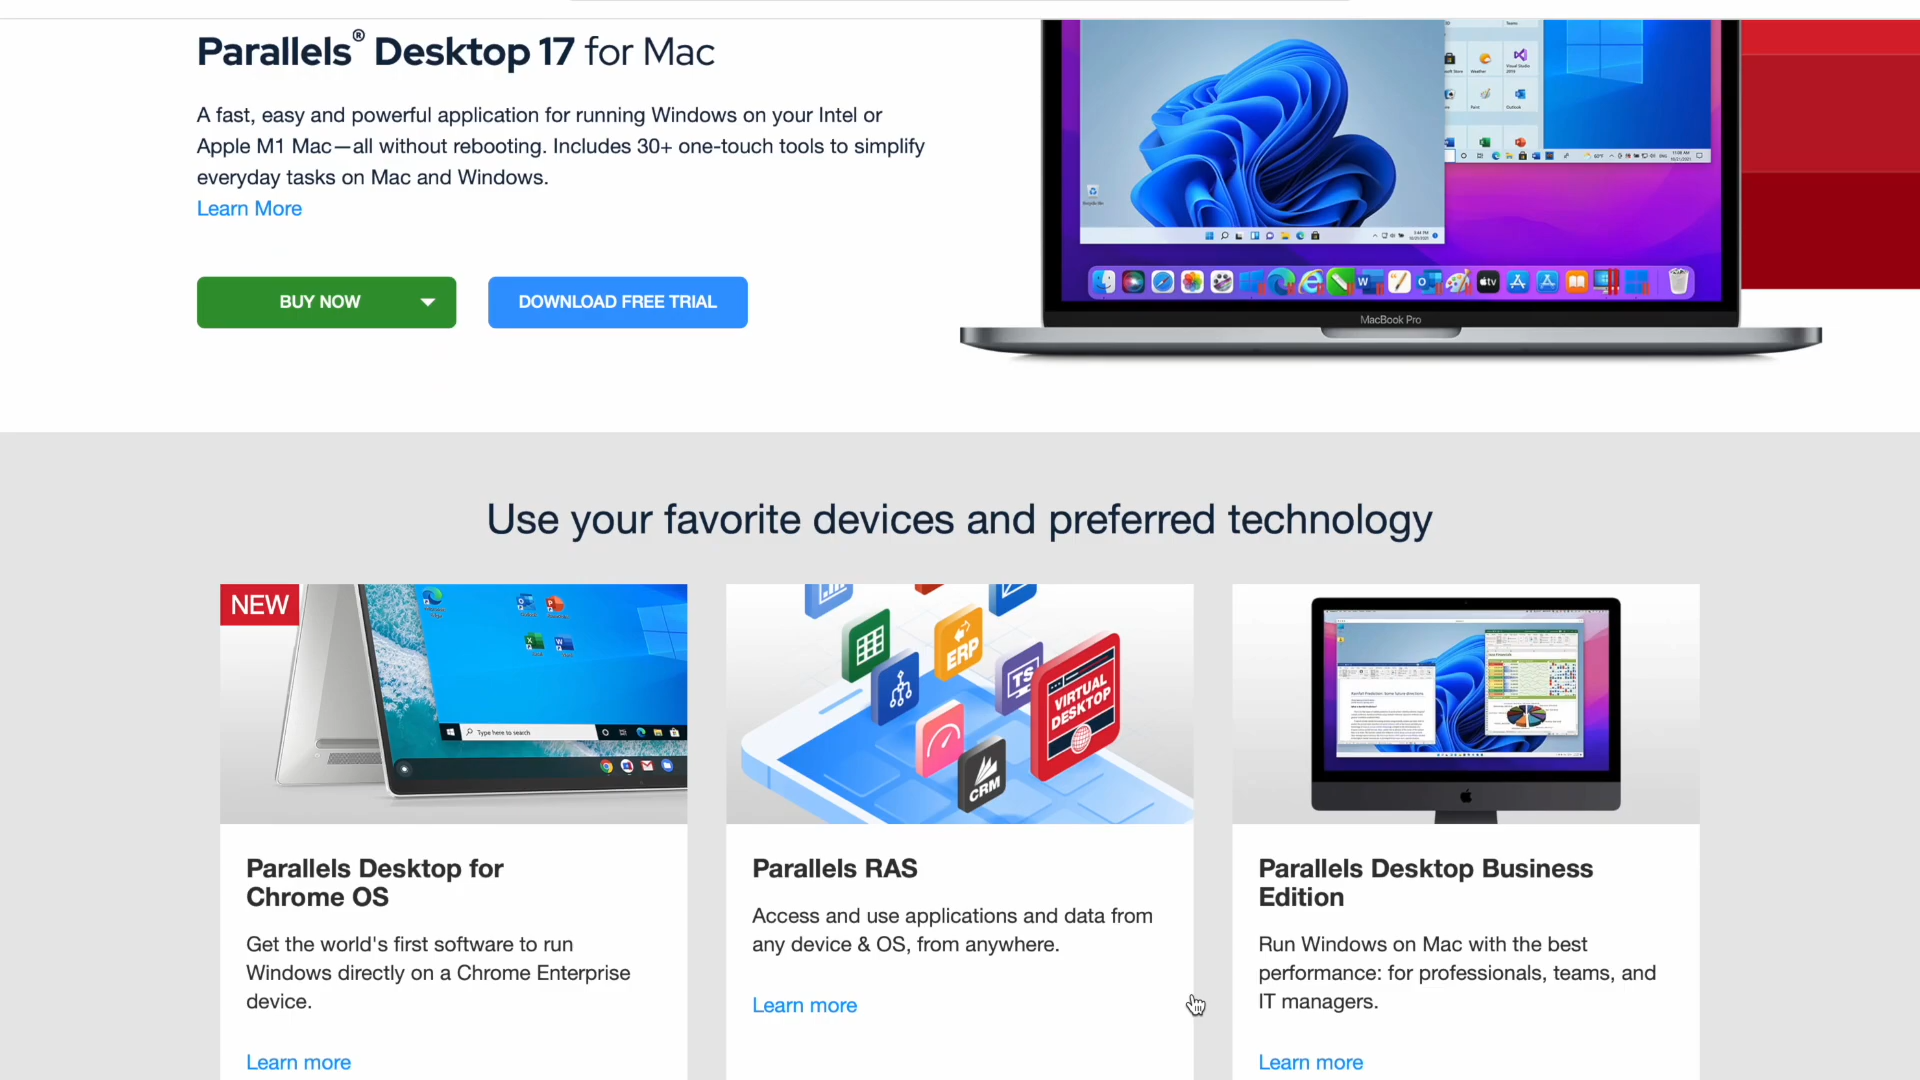 Parallels® Desktop 17 for Mac
A fast, easy and powerful application for running Windows on your Intel or
Apple M1 Mac—all without rebooting. Includes 30+ one-touch tools to simplify
everyday tasks on Mac and Windows.
Learn More
BUY NOW
DOWNLOAD FREE TRIAL
MacBook Pro
Use your favorite devices and preferred technology
NEW
Type here to search
ERP
TS
VIRTUAL
DESKTOP
CRM
Parallels Desktop for
Chrome OS
Get the world's first software to run
Windows directly on a Chrome Enterprise
device.
Learn more
Parallels RAS
Access and use applications and data from
any device & OS, from anywhere.
Learn more
Parallels Desktop Business
Edition
Run Windows on Mac with the best
performance: for professionals, teams, and
IT managers.
Learn more